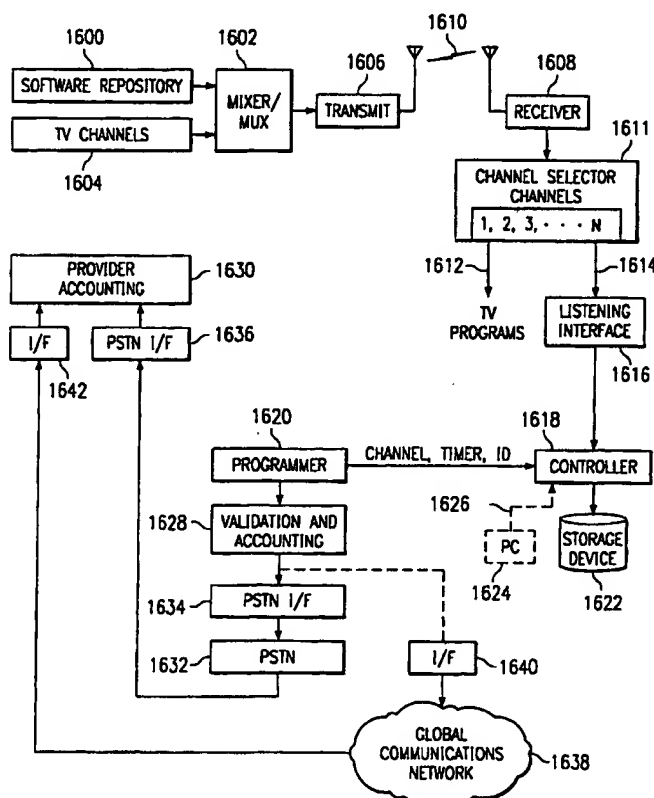 1600
1602
1606
1610
1608
SOFTWARE REPOSITORY
MIXER/
MUX
TRANSMIT
RECEIVER
TV CHANNELS
1604
1611
CHANNEL SELECTOR
CHANNELS
1, 2, 3, · · · N
1612
1614
TV
PROGRAMS
LISTENING
INTERFACE
1616
PROVIDER
ACCOUNTING
1630
I/F
PSTN I/F
1636
1642
1620
1618
PROGRAMMER
CHANNEL, TIMER, ID
CONTROLLER
1628
VALIDATION AND
ACCOUNTING
1626
PC
1624
STORAGE
DEVICE
1622
1634
PSTN I/F
1632
PSTN
I/F
1640
GLOBAL
COMMUNICATIONS
NETWORK
1638